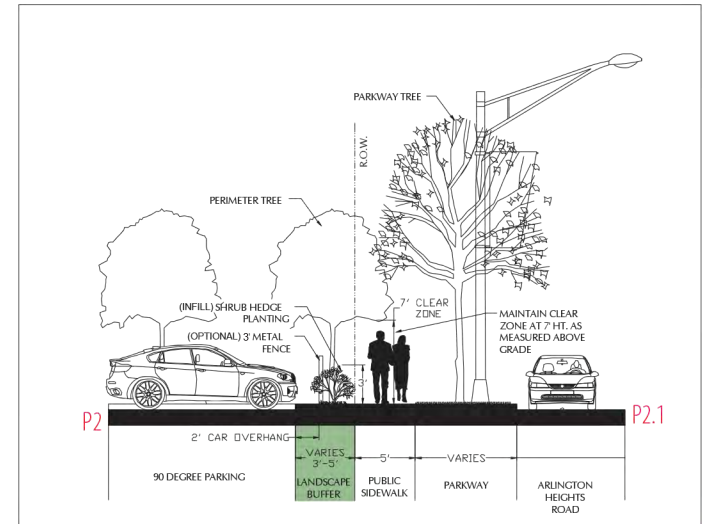 PARKWAY TREE
R.O.W.
PERIMETER TREE
(INFILL) SHRUB HEDGE
PLANTING
7' CLEAR
ZONE
MAINTAIN CLEAR
ZONE AT 7' HT. AS
MEASURED ABOVE
GRADE
(OPTIONAL) 3' METAL
FENCE
3'
P2
P2.1
2' CAR OVERHANG
VARIES
3'-5'
5'
VARIES
90 DEGREE PARKING
LANDSCAPE
BUFFER
PUBLIC
SIDEWALK
PARKWAY
ARLINGTON
HEIGHTS
ROAD